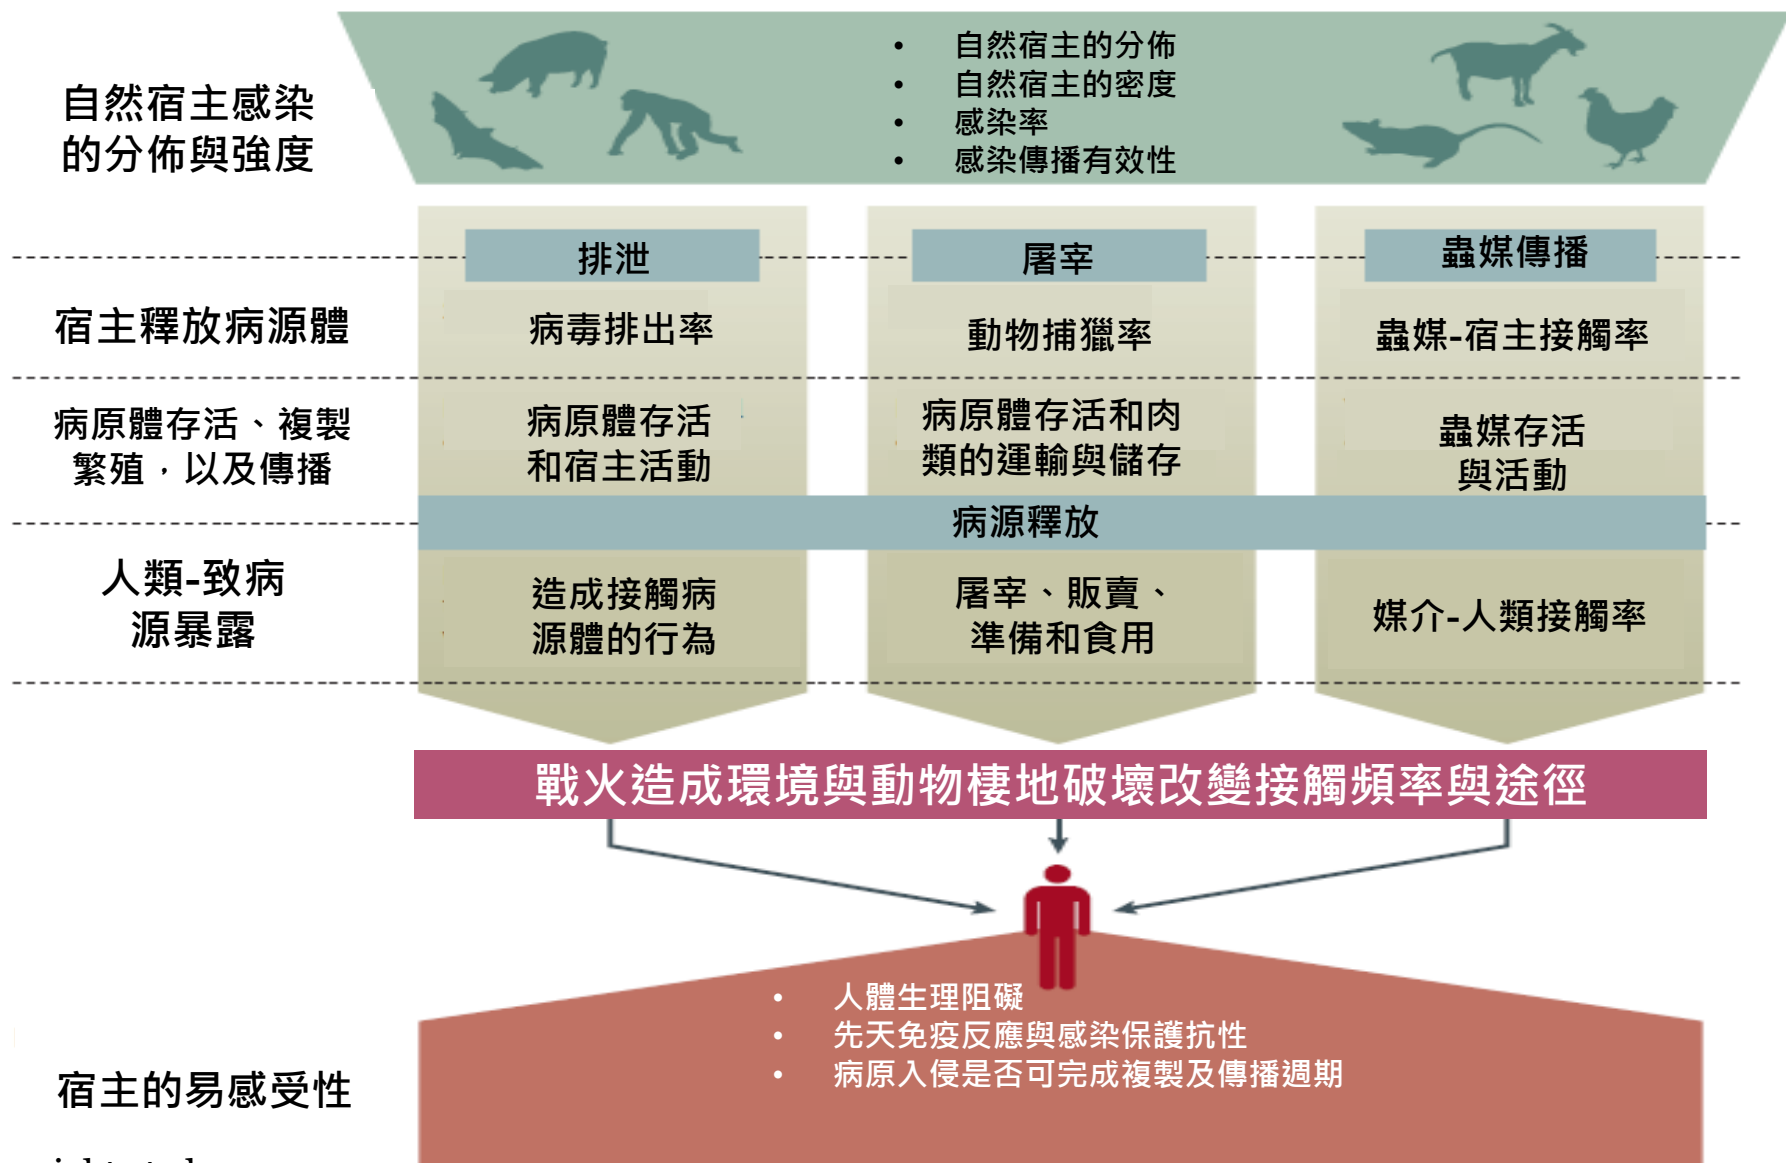 自然宿主感染
的分佈與強度
• 自然宿主的分佈
• 自然宿主的密度
• 感染率
• 感染傳播有效性
排泄
屠宰
蟲媒傳播
宿主釋放病源體
病毒排出率
動物捕獵率
蟲媒-宿主接觸率
病原體存活、複製
繁殖，以及傳播
病原體存活
和宿主活動
病原體存活和肉
類的運輸與儲存
蟲媒存活
與活動
病源釋放
人類-致病
源暴露
造成接觸病
源體的行為
屠宰、販賣、
準備和食用
媒介-人類接觸率
戰火造成環境與動物棲地破壞改變接觸頻率與途徑
• 人體生理阻礙
• 先天免疫反應與感染保護抗性
• 病原入侵是否可完成複製及傳播週期
宿主的易感受性